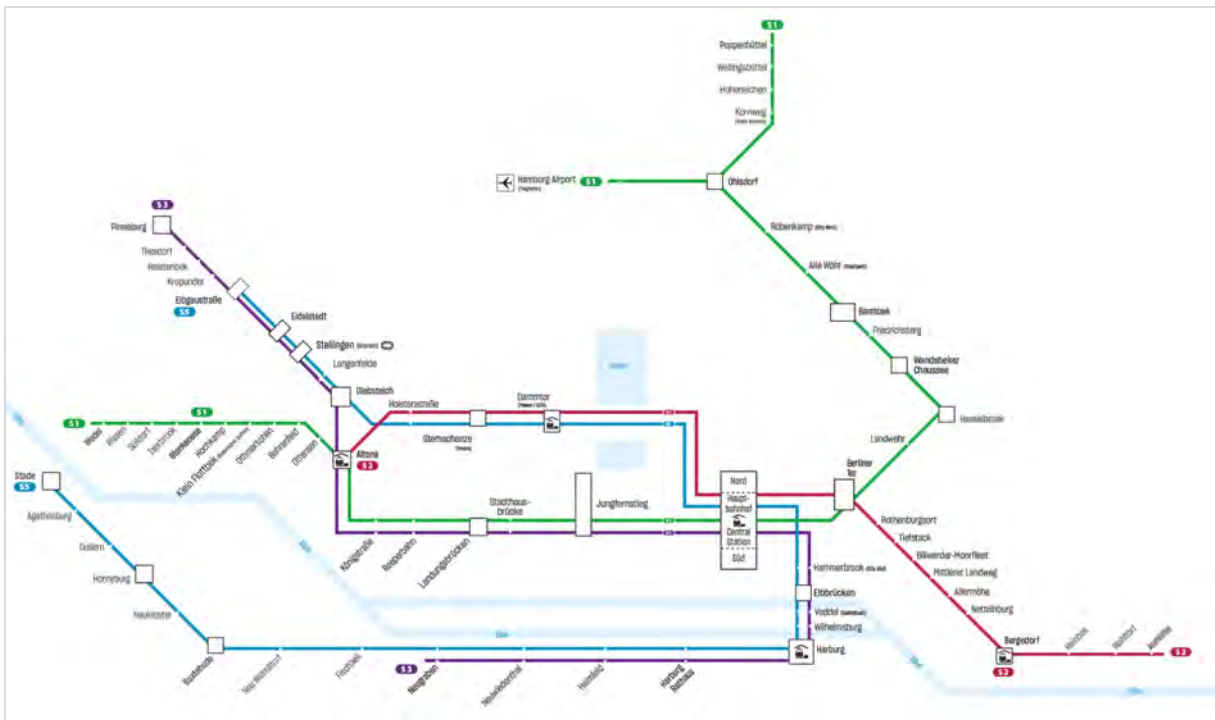 S1
Poppenbüttel
Wellingsbüttel
Hoheneichen
Kornweg
Hamburg Airport
(Flughafen)
S1
Ohlsdorf
S3
Pinneberg
Thesdorf
Halstenbek
Krupunder
Elbgaustraße
S5
Eidelstedt
Stellingen
Langenfelde
Diebsteich
Rübenkamp
Alte Wöhr
Barmbek
Friedrichsberg
Wandsbeker
Chaussee
Hasselbrook
Landwehr
Berliner
Tor
Holstenstraße
Dammtor
Sternschanze
S1
S1
Wedel
Rissen
Sülldorf
Iserbrook
Blankenese
Hochkamp
Klein Flottbek
Othmarschen
Bahrenfeld
Ottensen
Altona
S2
Stade
S5
Agathenburg
Dollern
Horneburg
Neukloster
Buxtehude
Königstraße
Reeperbahn
Landungsbrücken
Stadthaus-
brücke
Jungfernstieg
Nord
Haupt-
bahnhof
Central
Station
Süd
Hammerbrook
Elbbrücken
Veddel
Wilhelmsburg
Harburg
Rothenburgsort
Tiefstack
Billwerder-Moorfleet
Mittlerer Landweg
Allermöhe
Nettelnburg
Bergedorf
S2
Reinbek
Wohltorf
Aumühle
S2
Neu Wulmstorf
Fischbek
S3
Neugraben
Neuwiedenthal
Heimfeld
Harburg
Rathaus